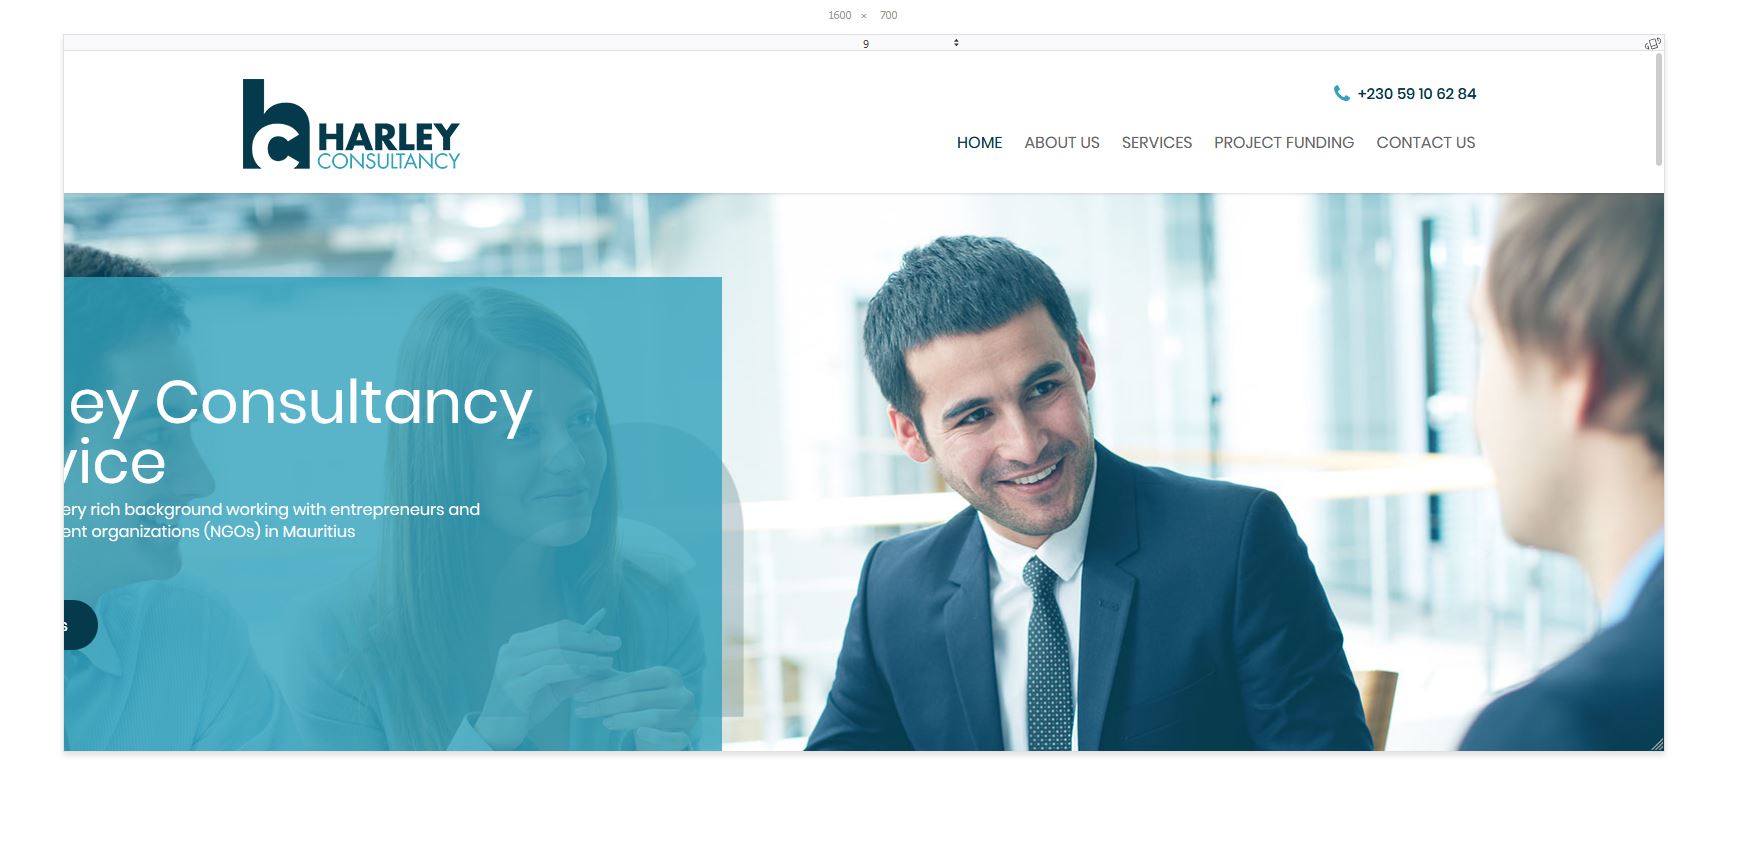 1600 × 700
9
hc HARLEY
CONSULTANCY
+230 59 10 62 84
HOME ABOUT US SERVICES PROJECT FUNDING CONTACT US
ey Consultancy
vice
ery rich background working with entrepreneurs and
ent organizations (NGOs) in Mauritius
s